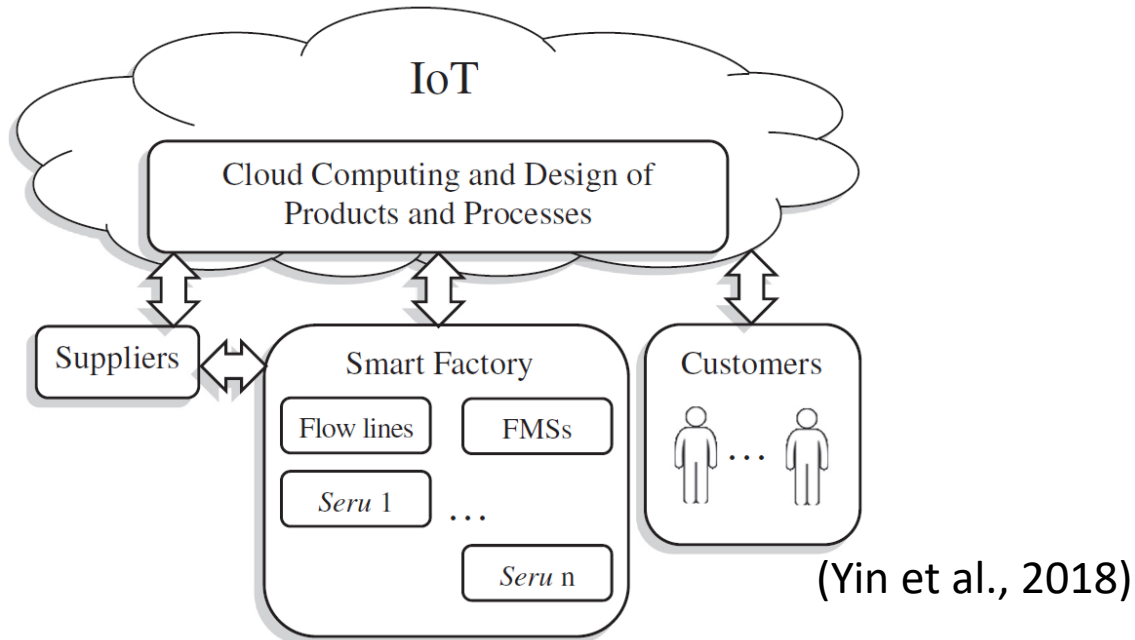 IoT
Cloud Computing and Design of
Products and Processes
Suppliers
Smart Factory
Flow lines
FMSs
Seru 1
...
Seru n
Customers
...
(Yin et al., 2018)